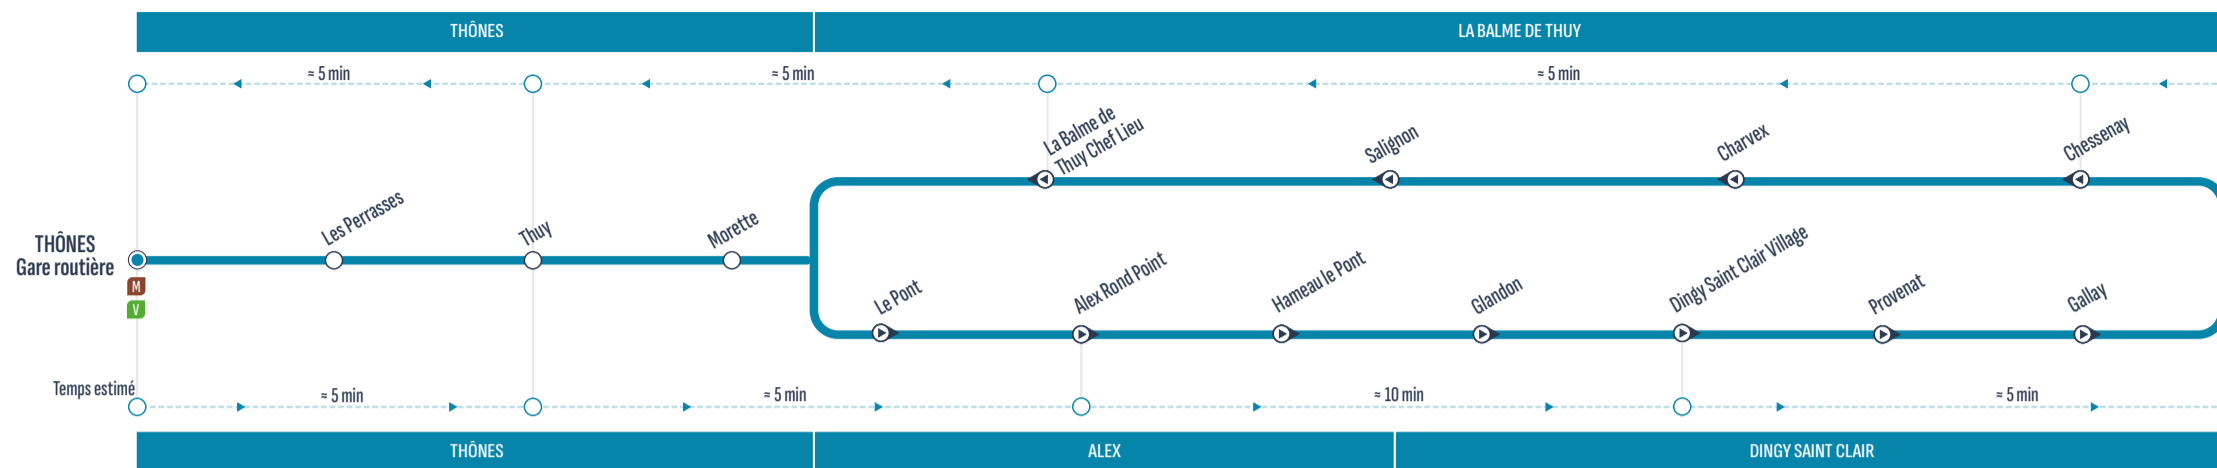 THÔNES
LA BALME DE THUY
≈ 5 min
≈ 5 min
≈ 5 min
La Balme de
Thuy Chef Lieu
Salignon
Charvex
Chessenay
THÔNES
Gare routière
M
V
Les Perrasses
Thuy
Morette
Le Pont
Alex Rond Point
Hameau le Pont
Glandon
Dingy Saint Clair Village
Provenat
Gallay
Temps estimé
≈ 5 min
≈ 5 min
≈ 10 min
≈ 5 min
THÔNES
ALEX
DINGY SAINT CLAIR